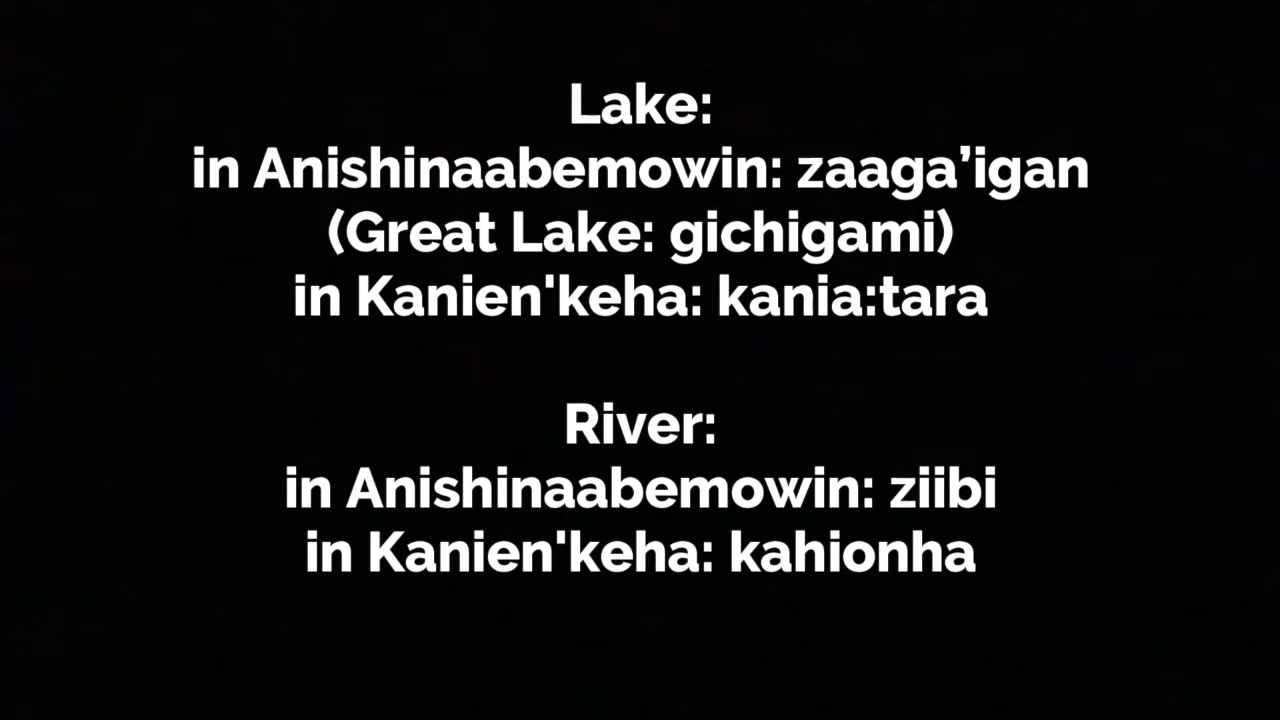 Lake:
in Anishinaabemowin: zaaga’igan
(Great Lake: gichigami)
in Kanien'keha: kania:tara
River:
in Anishinaabemowin: ziibi
in Kanien'keha: kahionha